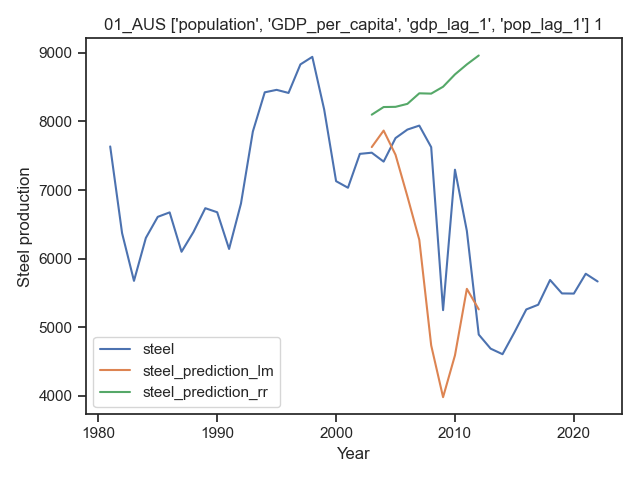 01_AUS ['population', 'GDP_per_capita', 'gdp_lag_1', 'pop_lag_1'] 1
9000
8000
7000
6000
5000
4000
Steel production
steel
steel_prediction_lm
steel_prediction_rr
1980
1990
2000
2010
2020
Year